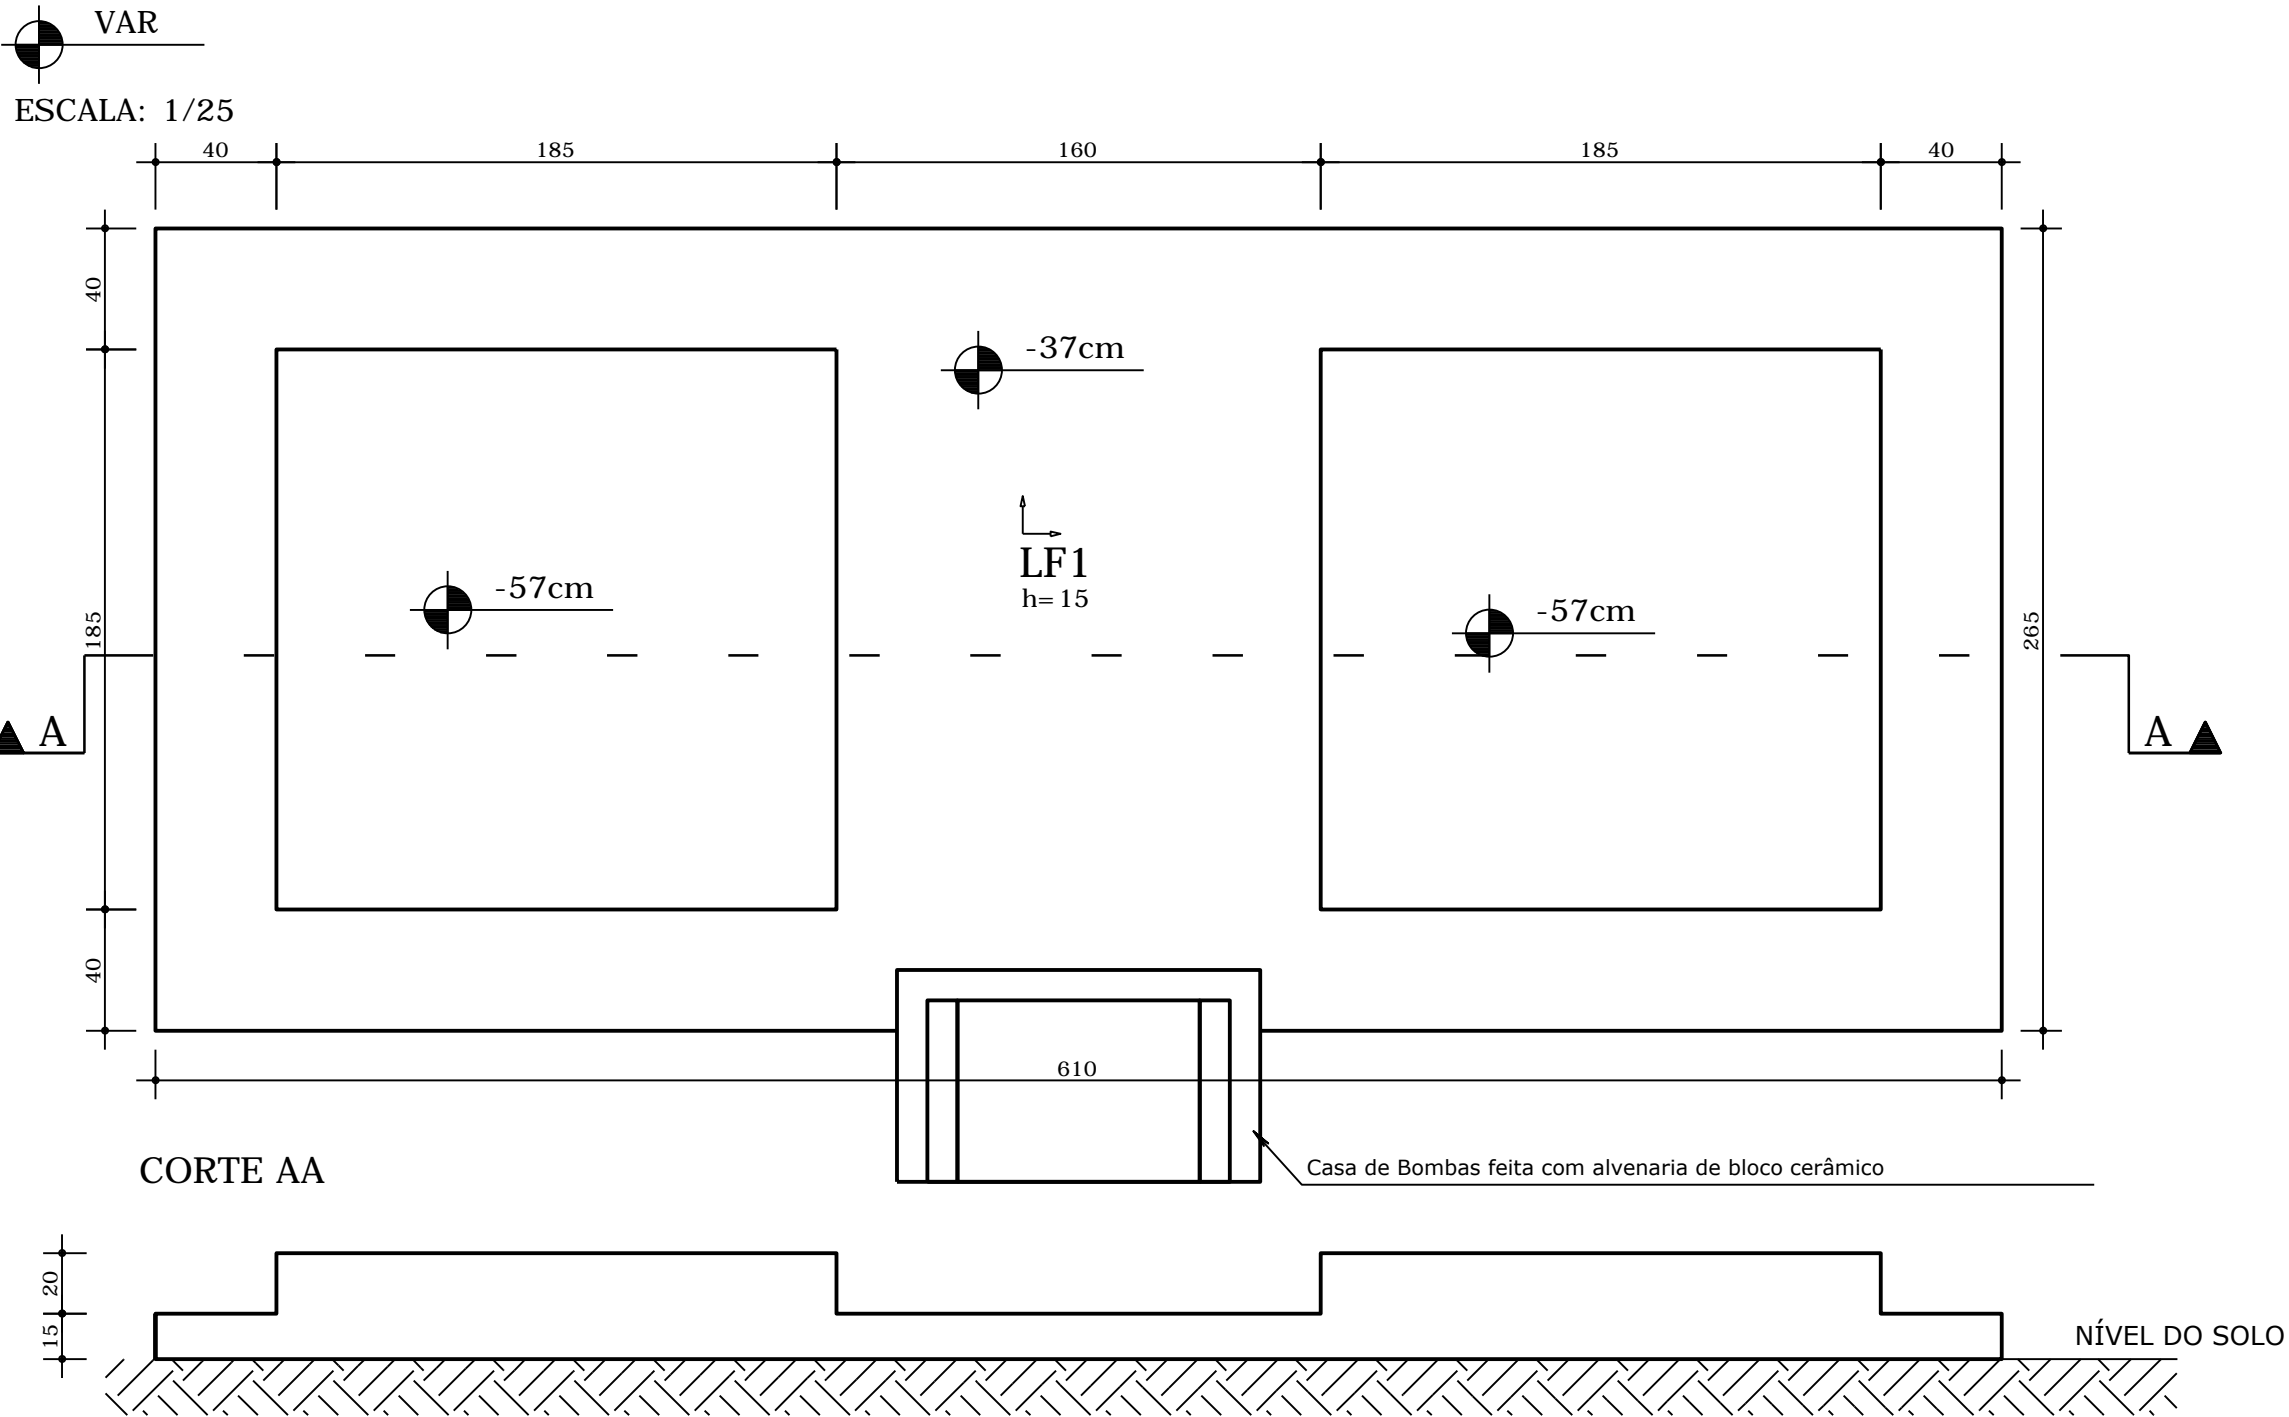 VAR
ESCALA: 1/25
40 185 160 185 40
40
-37cm
LF1
h=15
-57cm
-57cm
185
265
A
A
40
610
CORTE AA
Casa de Bombas feita com alvenaria de bloco cerâmico
20
15
NÍVEL DO SOLO